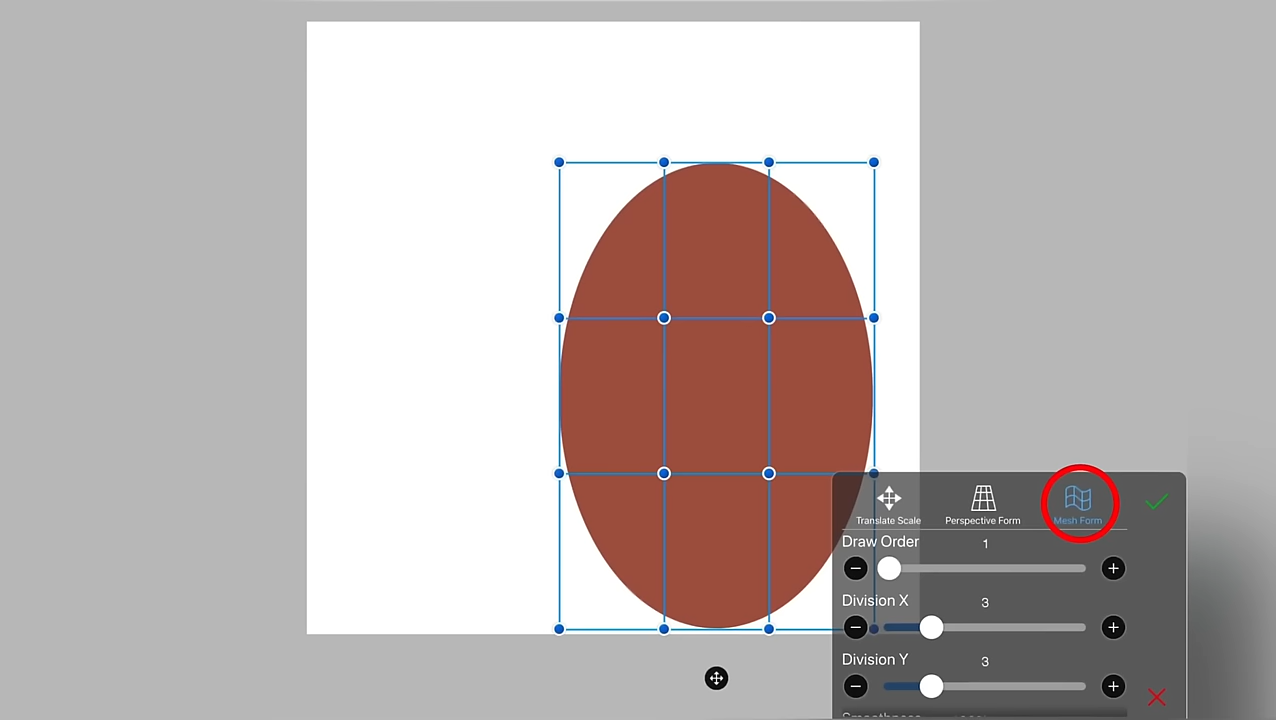 Translate Scale Perspective Form Mesh Form
Draw Order 1
Division X 3
Division Y 3